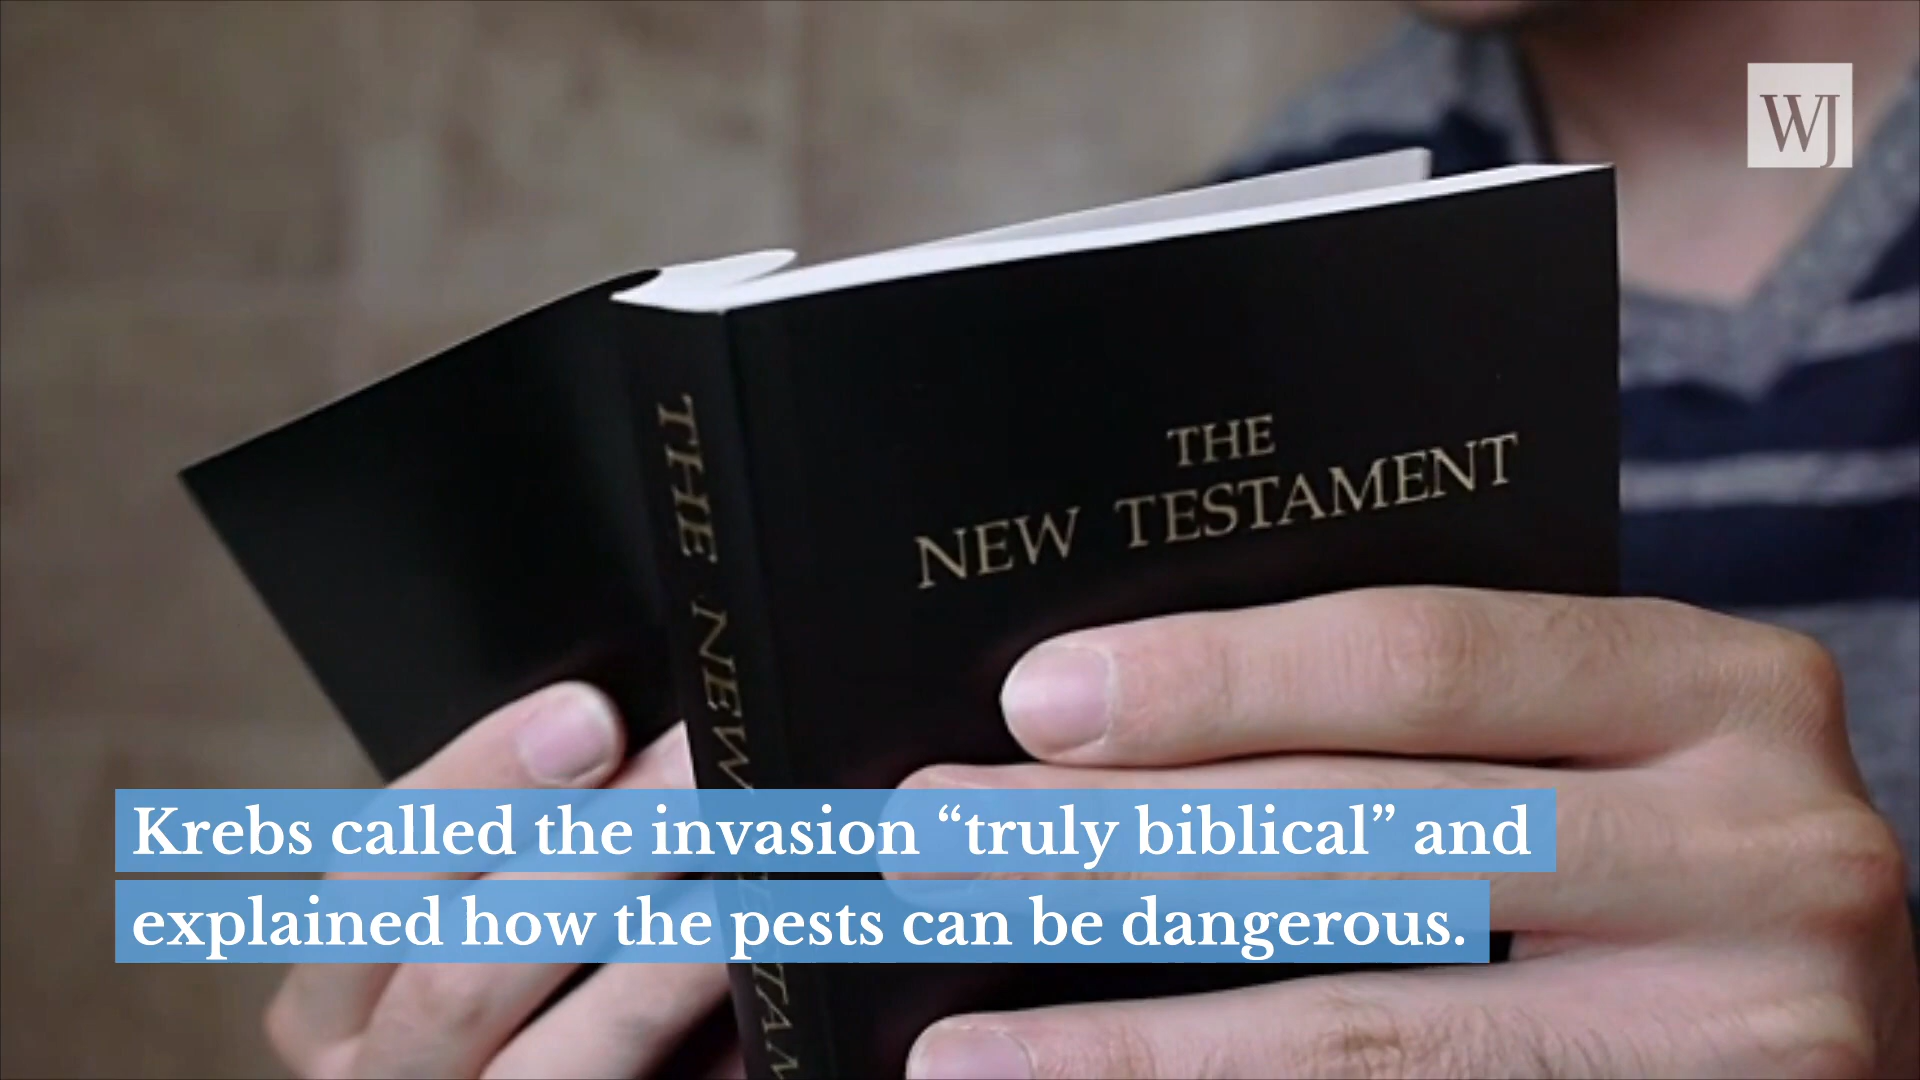 WJ
THE
NEW TESTAMENT
THE NEW TESTAM
Krebs called the invasion “truly biblical” and
explained how the pests can be dangerous.